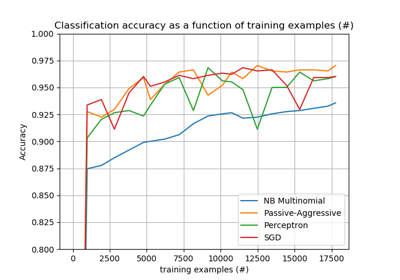 Classification accuracy as a function of training examples (#)
1.000
0.975
0.950
0.925
0.900
0.875
0.850
0.825
0.800
Accuracy
NB Multinomial
Passive-Aggressive
Perceptron
SGD
0 2500 5000 7500 10000 12500 15000 17500
training examples (#)